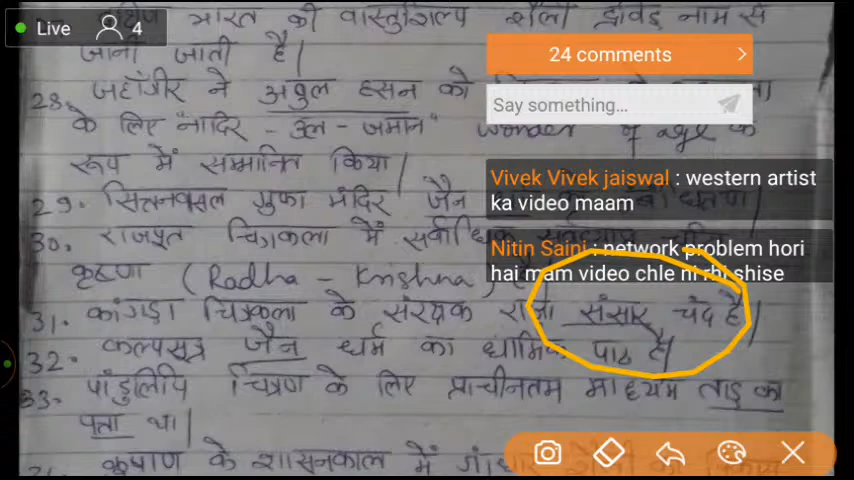 Live 4
भारत की वास्तुशिल्प शैली द्रविड़ नाम से
जानी जाती है।
24 comments
Say something...
28. जहाँगीर ने अबुल हसन को
के लिए "नादिर - उल - जमान" Wonder of age के
रूप में सम्मानित किया।
Vivek Vivek jaiswal : western artist
ka video maam
29. सित्तनवासल गुफा मंदिर जैन
30. राजपूत चित्रकला में सर्वाधिक
Nitin Saini : network problem hori
hai mam video chle ni rhi shise
कृष्णा (Radha - Krishna)
31. कांगड़ा चित्रकला के संरक्षक राजा संसार चंद है।
32. कल्पसूत्र जैन धर्म का धार्मिक पाठ है।
33. पांडुलिपि चित्रण के लिए प्राचीनतम माध्यम ताड़ का
पत्ता था।
कुषाण के शासनकाल में गांधार शैली का